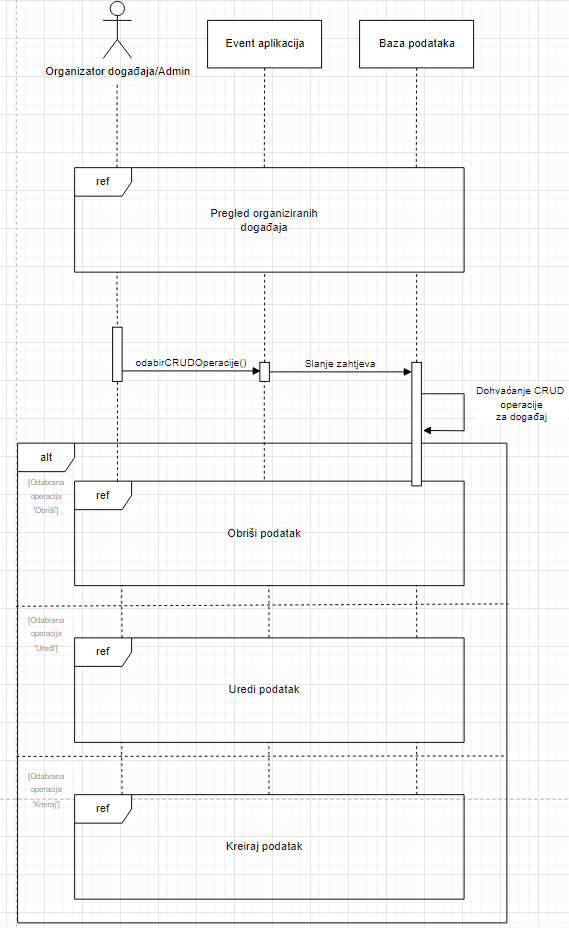 Organizator događaja/Admin
Event aplikacija
Baza podataka
ref
Pregled organiziranih
događaja
odabirCRUDOperacije()
Slanje zahtjeva
Dohvaćanje CRUD
operacije
za događaj
alt
[Odabrana
operacija
'Obriši']
ref
Obriši podatak
[Odabrana
operacija
'Uredi']
ref
Uredi podatak
[Odabrana
operacija
'Kreiraj']
ref
Kreiraj podatak